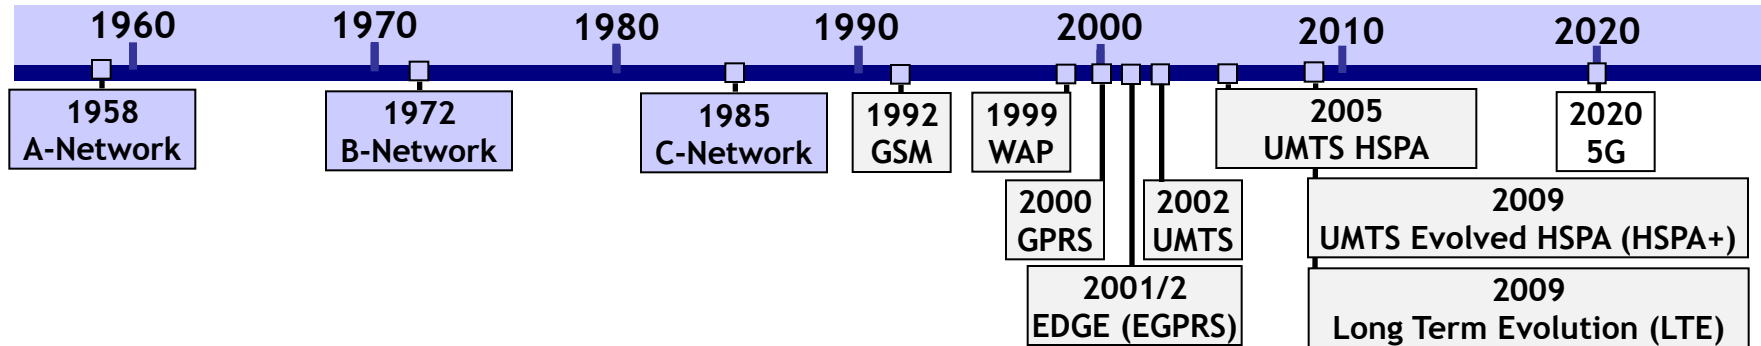 1960
1970
1980
1990
2000
2010
2020
1958
A-Network
1972
B-Network
1985
C-Network
1992
GSM
1999
WAP
2000
GPRS
2001/2
EDGE (EGPRS)
2002
UMTS
2005
UMTS HSPA
2009
UMTS Evolved HSPA (HSPA+)
2009
Long Term Evolution (LTE)
2020
5G